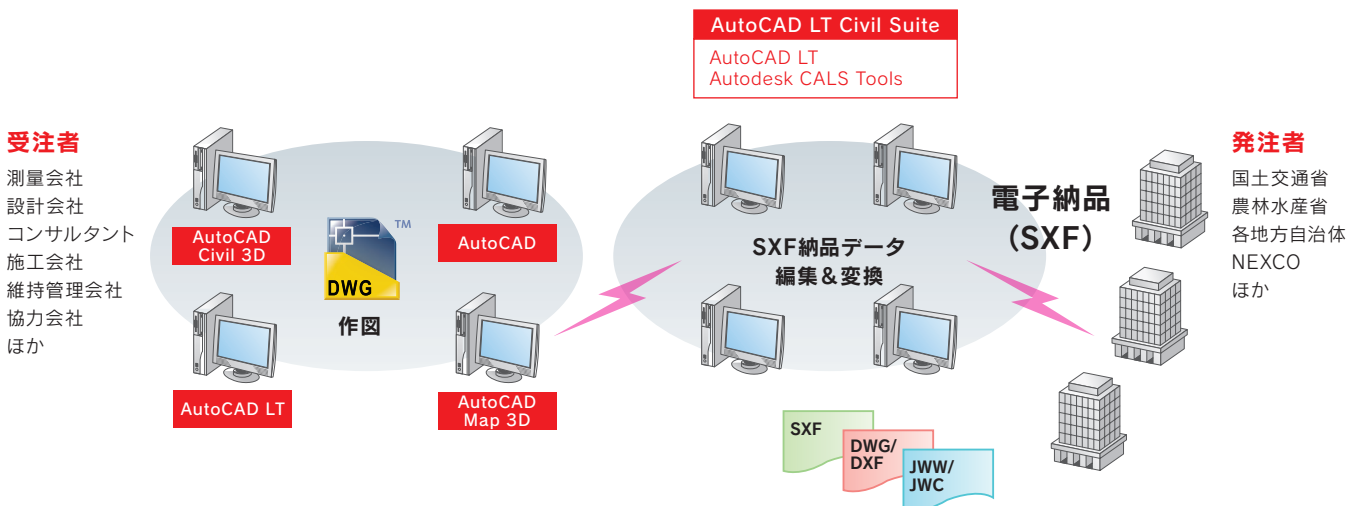 AutoCAD LT Civil Suite
AutoCAD LT
Autodesk CALS Tools
受注者
測量会社
設計会社
コンサルタント
施工会社
維持管理会社
協力会社
ほか
AutoCAD
Civil 3D
AutoCAD
TM
DWG
作図
AutoCAD LT
AutoCAD
Map 3D
SXF納品データ
編集&変換
電子納品
(SXF)
発注者
国土交通省
農林水産省
各地方自治体
NEXCO
ほか
SXF
DWG/
DXF
JWW/
JWC